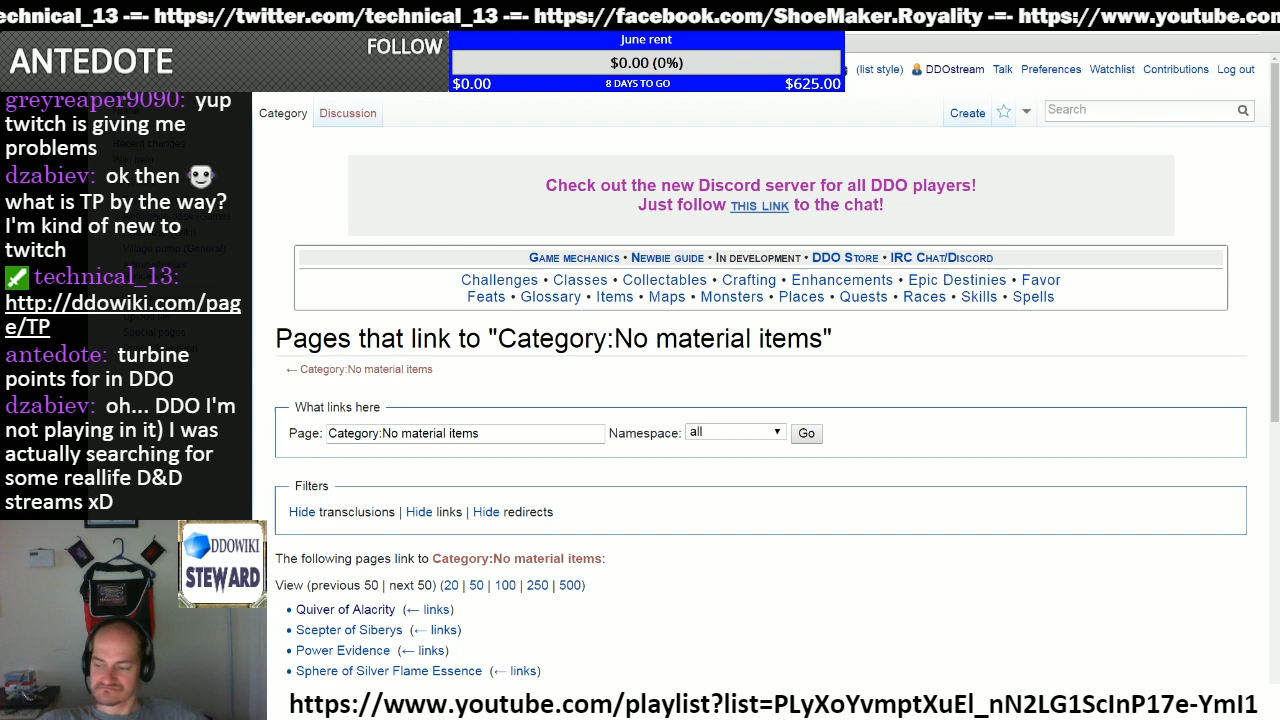 echnical_13 -=- https://twitter.com/technical_13 -=- https://facebook.com/ShoeMaker.Royality -=- https://www.youtube.con
ANTEDOTE
FOLLOW
June rent
$0.00 (0%)
$0.00 8 DAYS TO GO $625.00
(list style) DDOstream Talk Preferences Watchlist Contributions Log out
greyreaper9090: yup
twitch is giving me
problems
dzabiev: ok then
what is TP by the way?
I'm kind of new to
twitch
technical_13:
http://ddowiki.com/pag
e/TP
antedote: turbine
points for in DDO
dzabiev: oh... DDO I'm
not playing in it) I was
actually searching for
some reallife D&D
streams xD
DDOWIKI
STEWARD
Category Discussion Create Search
Check out the new Discord server for all DDO players!
Just follow THIS LINK to the chat!
GAME MECHANICS • NEWBIE GUIDE • IN DEVELOPMENT • DDO STORE • IRC CHAT/DISCORD
Challenges • Classes • Collectables • Crafting • Enhancements • Epic Destinies • Favor
Feats • Glossary • Items • Maps • Monsters • Places • Quests • Races • Skills • Spells
Pages that link to "Category:No material items"
← Category:No material items
What links here
Page: Category:No material items Namespace: all Go
Filters
Hide transclusions | Hide links | Hide redirects
The following pages link to Category:No material items:
View (previous 50 | next 50) (20 | 50 | 100 | 250 | 500)
• Quiver of Alacrity (← links)
• Scepter of Siberys (← links)
• Power Evidence (← links)
• Sphere of Silver Flame Essence (← links)
https://www.youtube.com/playlist?list=PLyXoYvmptXuEl_nN2LG1ScInP17e-YmI1